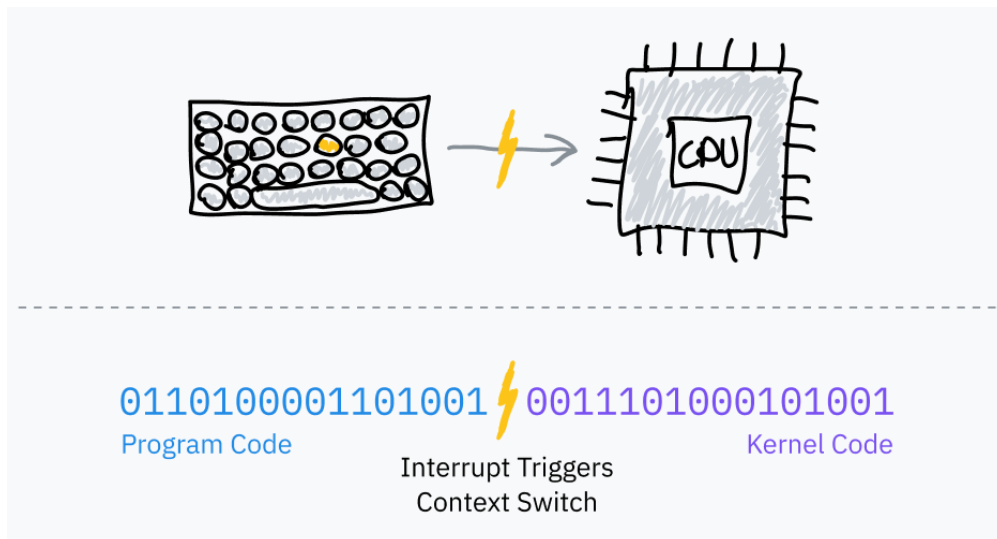 CPU
0110100001101001 0011101000101001
Program Code
Kernel Code
Interrupt Triggers
Context Switch